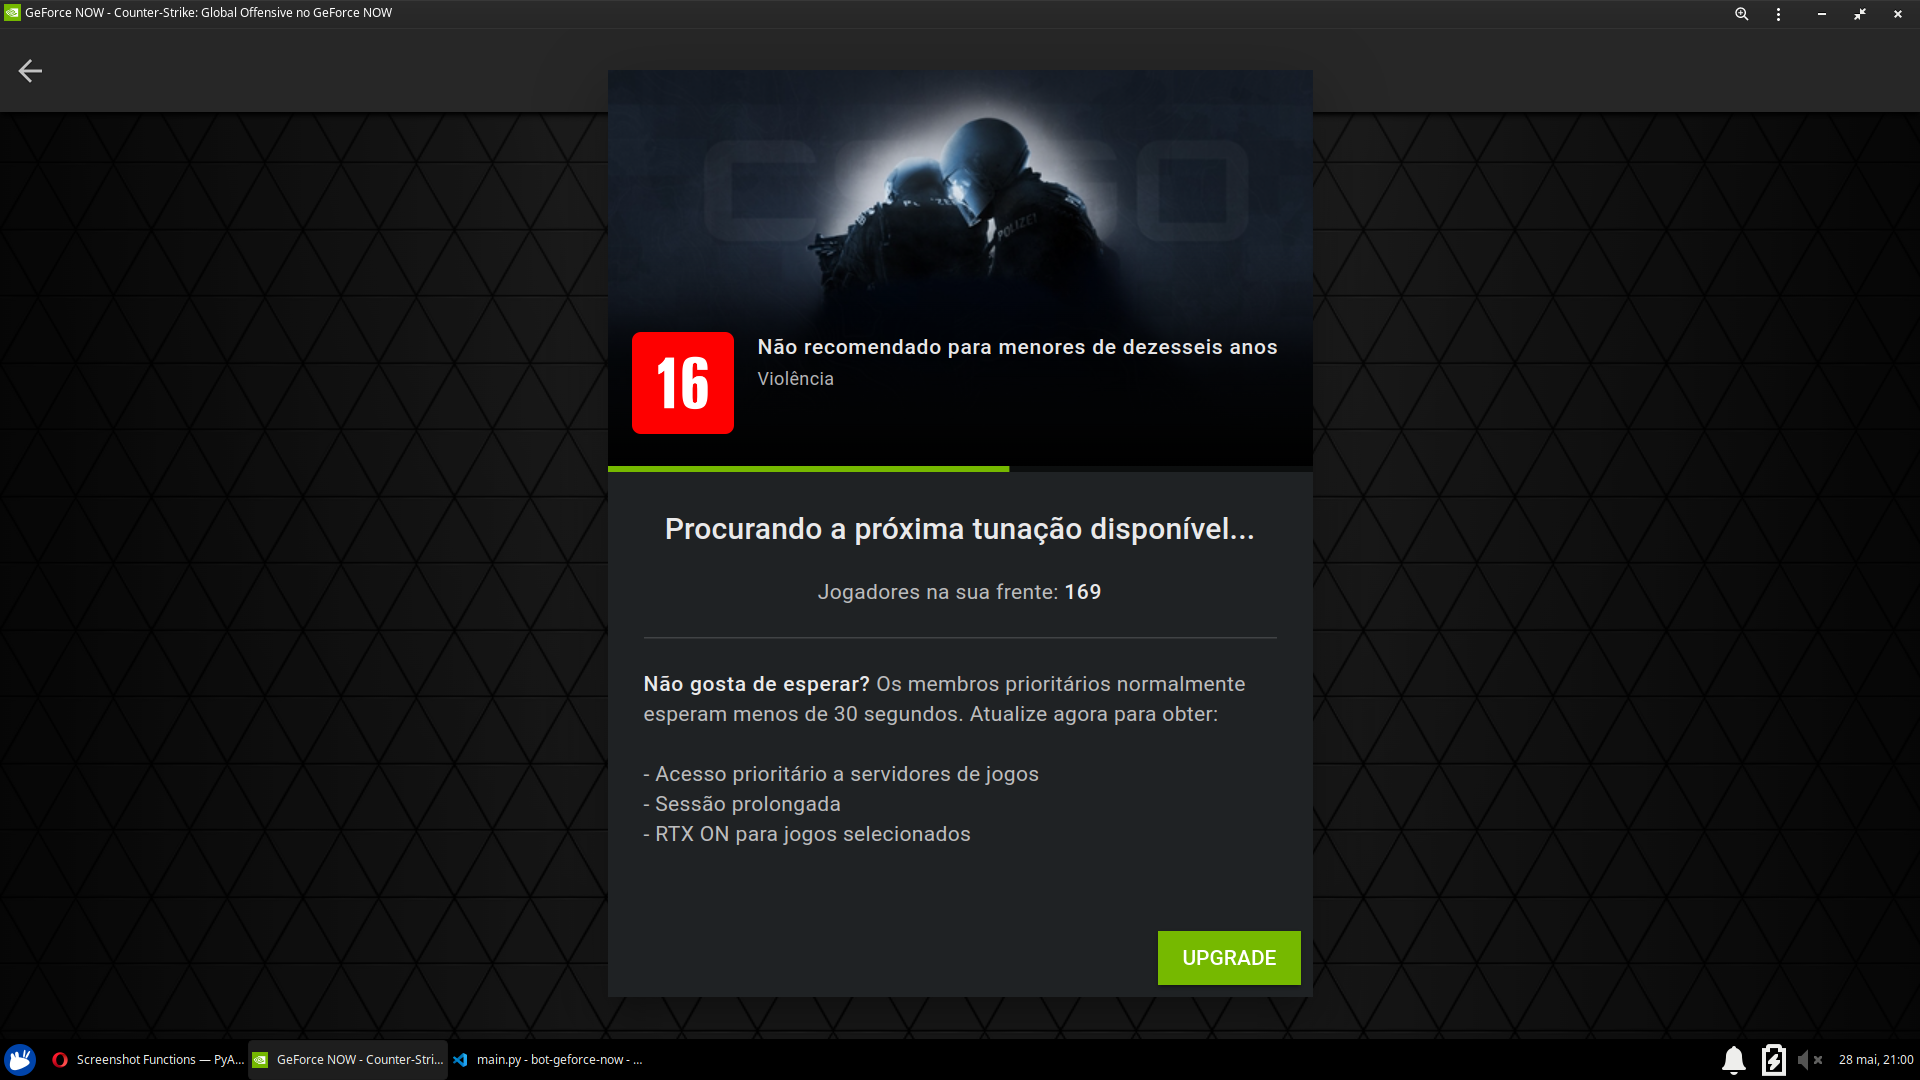 GeForce NOW - Counter-Strike: Global Offensive no GeForce NOW
CSGO
POLIZEI
16
Não recomendado para menores de dezesseis anos
Violência
Procurando a próxima tunação disponível...
Jogadores na sua frente: 169
Não gosta de esperar? Os membros prioritários normalmente
esperam menos de 30 segundos. Atualize agora para obter:
- Acesso prioritário a servidores de jogos
- Sessão prolongada
- RTX ON para jogos selecionados
UPGRADE
Screenshot Functions — PyA...
GeForce NOW - Counter-Stri...
main.py - bot-geforce-now - ...
28 mai, 21:00